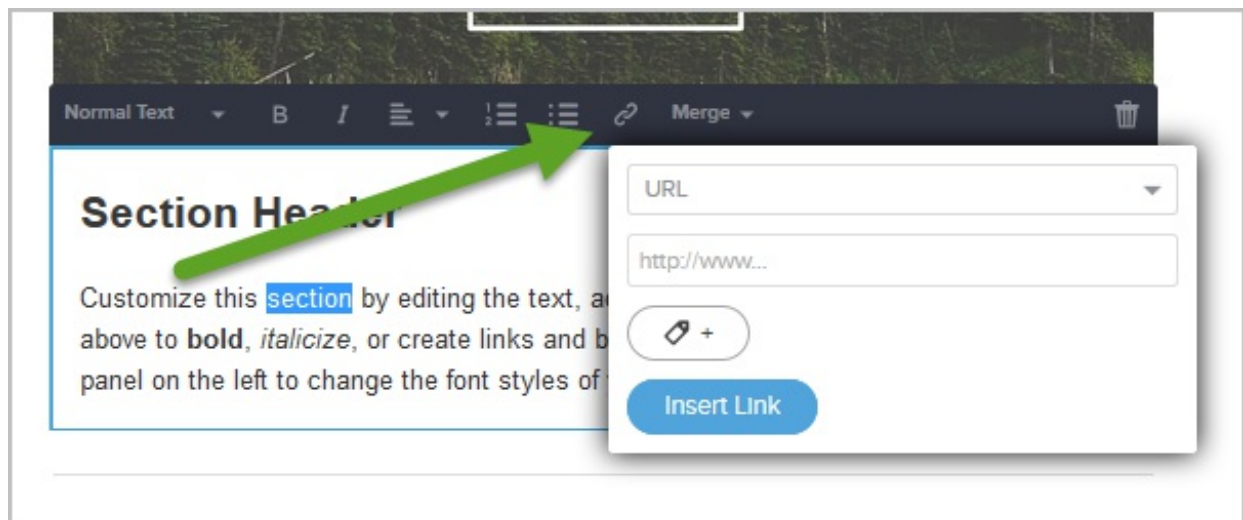 Normal Text B I Merge
Section Header
Customize this section by editing the text, a
above to bold, italicize, or create links and b
panel on the left to change the font styles of
URL
http://www...
+
Insert Link